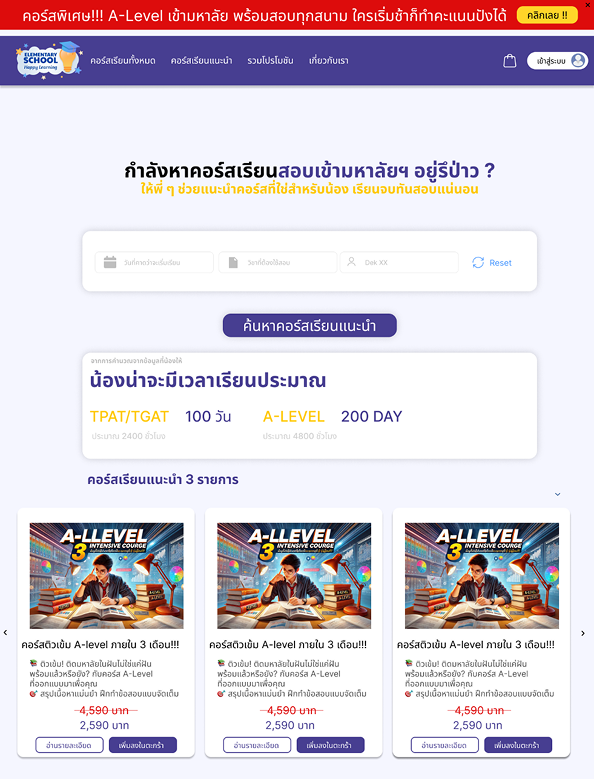 คอร์สพิเศษ!!! A-Level เข้ามหาลัย พร้อมสอบทุกสนาม ใครเริ่มช้าก็ทำคะแนนปังได้ คลิกเลย !!
ELEMENTARY
SCHOOL
Happy Learning
คอร์สเรียนทั้งหมด คอร์สเรียนแนะนำ รวมโปรโมชัน เกี่ยวกับเรา เข้าสู่ระบบ
กำลังหาคอร์สเรียนสอบเข้ามหาลัยฯ อยู่รึป่าว ?
ให้พี่ ๆ ช่วยแนะนำคอร์สที่ใช่สำหรับน้อง เรียนจบทันสอบแน่นอน
วันที่คาดว่าจะเริ่มเรียน วิชาที่ต้องใช้สอบ Dek XX Reset
ค้นหาคอร์สเรียนแนะนำ
จากการคำนวณจากข้อมูลที่น้องให้
น้องน่าจะมีเวลาเรียนประมาณ
TPAT/TGAT 100 วัน A-LEVEL 200 DAY
ประมาณ 2400 ชั่วโมง ประมาณ 4800 ชั่วโมง
คอร์สเรียนแนะนำ 3 รายการ
A-LLEVEL
3 INTENSIVE COURGE
คอร์สติวเข้ม A-level ภายใน 3 เดือน!!!
ติวเข้ม! ติดมหาลัยในฝันไม่ใช่แค่ฝัน
พร้อมแล้วหรือยัง? กับคอร์ส A-Level
ที่ออกแบบมาเพื่อคุณ
สรุปเนื้อหาแม่นยำ ฝึกทำข้อสอบแบบจัดเต็ม
4,590 บาท
2,590 บาท
อ่านรายละเอียด เพิ่มลงในตะกร้า
A-LLEVEL
3 INTENSIVE COURGE
คอร์สติวเข้ม A-level ภายใน 3 เดือน!!!
ติวเข้ม! ติดมหาลัยในฝันไม่ใช่แค่ฝัน
พร้อมแล้วหรือยัง? กับคอร์ส A-Level
ที่ออกแบบมาเพื่อคุณ
สรุปเนื้อหาแม่นยำ ฝึกทำข้อสอบแบบจัดเต็ม
4,590 บาท
2,590 บาท
อ่านรายละเอียด เพิ่มลงในตะกร้า
A-LLEVEL
3 INTENSIVE COURGE
คอร์สติวเข้ม A-level ภายใน 3 เดือน!!!
ติวเข้ม! ติดมหาลัยในฝันไม่ใช่แค่ฝัน
พร้อมแล้วหรือยัง? กับคอร์ส A-Level
ที่ออกแบบมาเพื่อคุณ
สรุปเนื้อหาแม่นยำ ฝึกทำข้อสอบแบบจัดเต็ม
4,590 บาท
2,590 บาท
อ่านรายละเอียด เพิ่มลงในตะกร้า